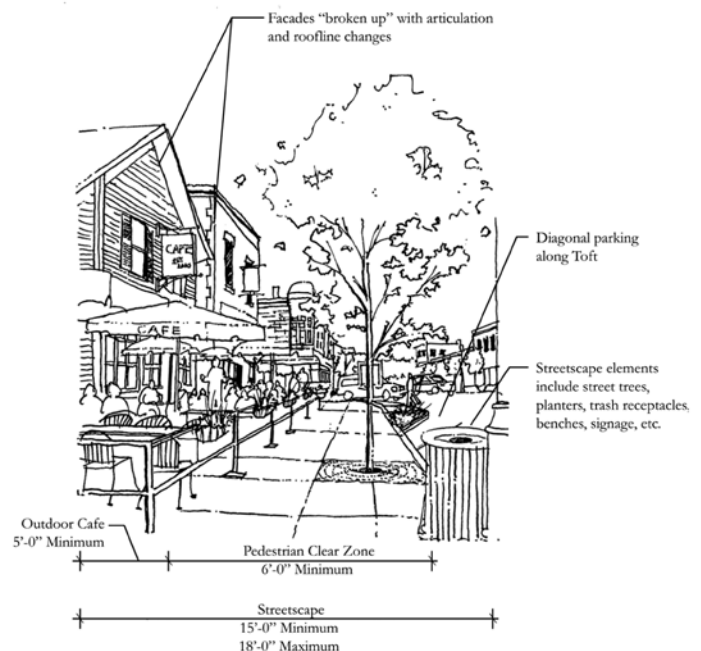 Facades “broken up” with articulation
and roofline changes
CAFE
EST
CAFE
Diagonal parking
along Toft
Streetscape elements
include street trees,
planters, trash receptacles,
benches, signage, etc.
Outdoor Cafe
5’-0” Minimum
Pedestrian Clear Zone
6’-0” Minimum
Streetscape
15’-0” Minimum
18’-0” Maximum